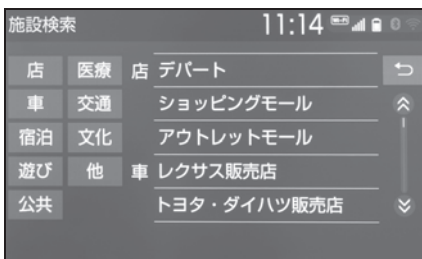 施設検索 11:14 Wi-Fi 0
店 医療 店 デパート
車 交通 ショッピングモール
宿泊 文化 アウトレットモール
遊び 他 車 レクサス販売店
公共 トヨタ・ダイハツ販売店